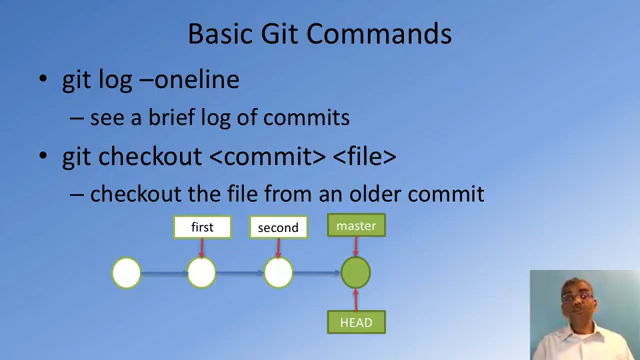 Basic Git Commands
• git log –oneline
– see a brief log of commits
• git checkout <commit> <file>
– checkout the file from an older commit
first
second
master
HEAD